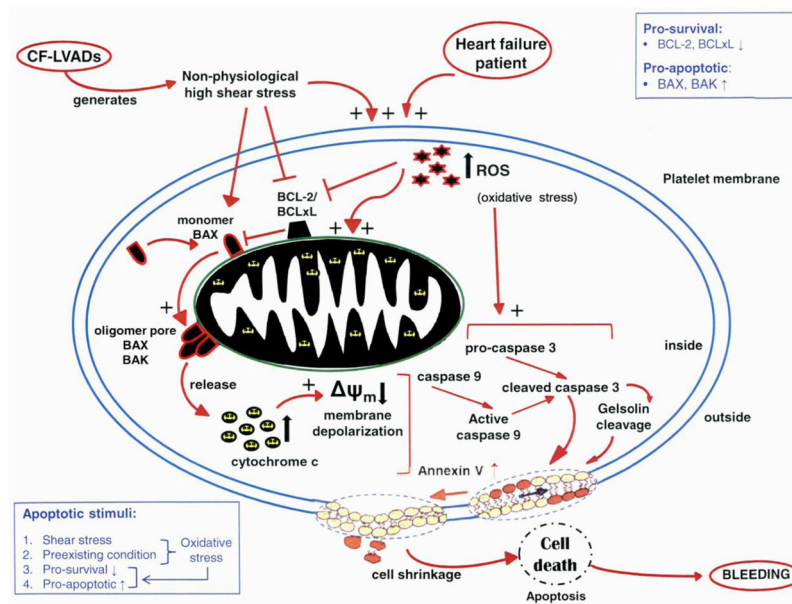 CF-LVADs
generates
Non-physiological
high shear stress
Heart failure
patient
+ + +
Pro-survival:
• BCL-2, BCLxL ↓
Pro-apoptotic:
• BAX, BAK ↑
Platelet membrane
↑ ROS
(oxidative stress)
BCL-2/
BCLxL
monomer
BAX
+ +
+
oligomer pore
BAX
BAK
release
cytochrome c
+
ΔΨm↓
membrane
depolarization
+
pro-caspase 3
inside
caspase 9
cleaved caspase 3
Active
caspase 9
Gelsolin
cleavage
outside
Annexin V ↑
Apoptotic stimuli:
1. Shear stress
2. Preexisting condition
3. Pro-survival ↓
4. Pro-apoptotic ↑
Oxidative
stress
cell shrinkage
Cell
death
Apoptosis
BLEEDING